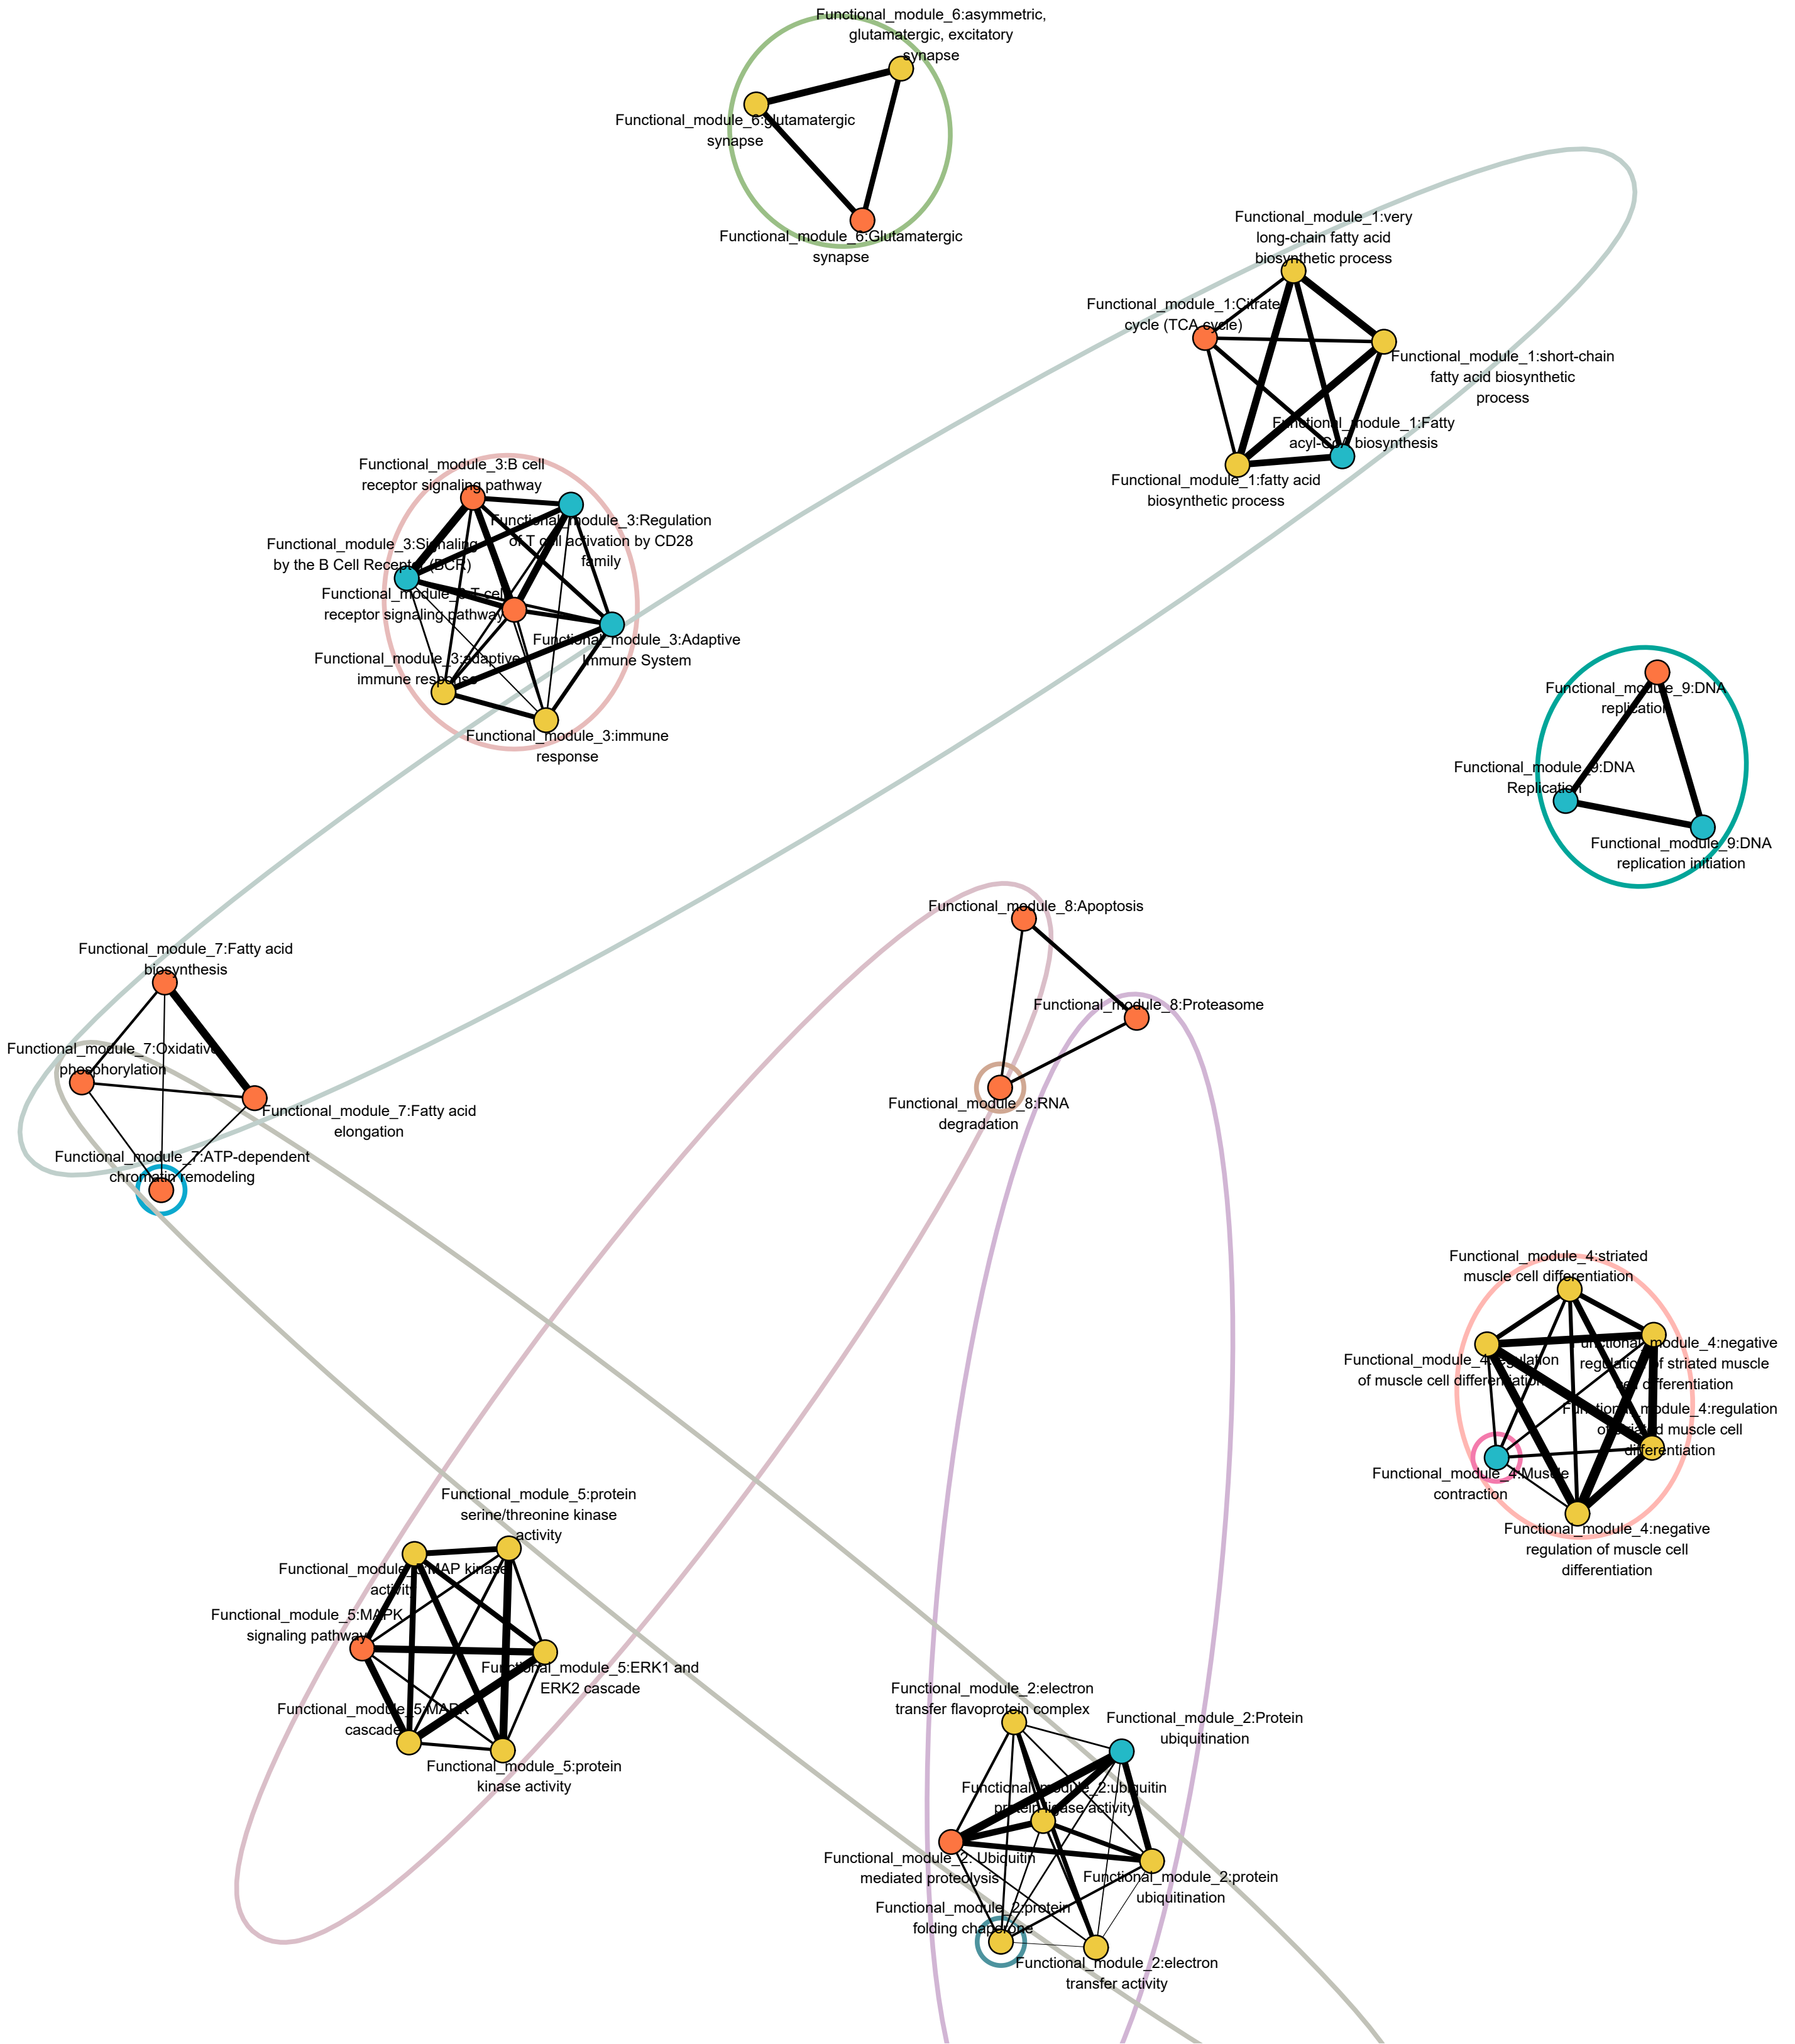 Functional_module_6:asymmetric,
glutamatergic, excitatory
synapse
Functional_module_6:glutamatergic
synapse
Functional_module_6:Glutamatergic
synapse
Functional_module_1:very
long-chain fatty acid
biosynthetic process
Functional_module_1:Citrate
cycle (TCA cycle)
Functional_module_1:short-chain
fatty acid biosynthetic
process
Functional_module_1:Fatty
acyl-CoA biosynthesis
Functional_module_1:fatty acid
biosynthetic process
Functional_module_3:B cell
receptor signaling pathway
Functional_module_3:Regulation
of T cell activation by CD28
family
Functional_module_3:Signaling
by the B Cell Receptor (BCR)
Functional_module_3:T cell
receptor signaling pathway
Functional_module_3:Adaptive
Immune System
Functional_module_3:adaptive
immune response
Functional_module_3:immune
response
Functional_module_9:DNA
replication
Functional_module_9:DNA
Replication
Functional_module_9:DNA
replication initiation
Functional_module_8:Apoptosis
Functional_module_8:Proteasome
Functional_module_8:RNA
degradation
Functional_module_7:Fatty acid
biosynthesis
Functional_module_7:Oxidative
phosphorylation
Functional_module_7:Fatty acid
elongation
Functional_module_7:ATP-dependent
chromatin remodeling
Functional_module_4:striated
muscle cell differentiation
Functional_module_4:negative
regulation of striated muscle
cell differentiation
Functional_module_4:regulation
of muscle cell differentiation
Functional_module_4:regulation
of striated muscle cell
differentiation
Functional_module_4:Muscle
contraction
Functional_module_4:negative
regulation of muscle cell
differentiation
Functional_module_5:protein
serine/threonine kinase
activity
Functional_module_5:MAP kinase
activity
Functional_module_5:MAPK
signaling pathway
Functional_module_5:ERK1 and
ERK2 cascade
Functional_module_5:MAPK
cascade
Functional_module_5:protein
kinase activity
Functional_module_2:electron
transfer flavoprotein complex
Functional_module_2:Protein
ubiquitination
Functional_module_2:ubiquitin
protein ligase activity
Functional_module_2: Ubiquitin
mediated proteolysis
Functional_module_2:protein
ubiquitination
Functional_module_2:protein
folding chaperone
Functional_module_2:electron
transfer activity